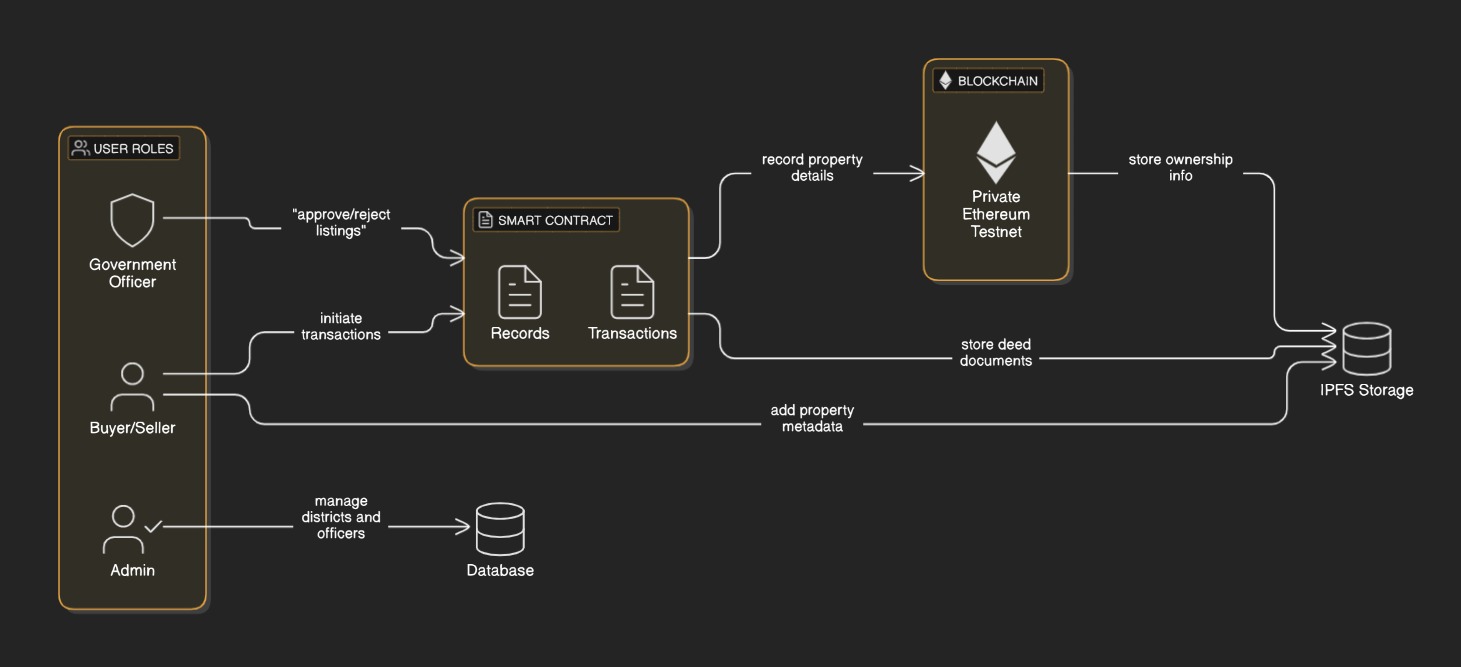 USER ROLES
Government
Officer
Buyer/Seller
Admin
"approve/reject
listings"
initiate
transactions
manage
districts and
officers
SMART CONTRACT
Records
Transactions
Database
record property
details
store deed
documents
add property
metadata
BLOCKCHAIN
Private
Ethereum
Testnet
store ownership
info
IPFS Storage